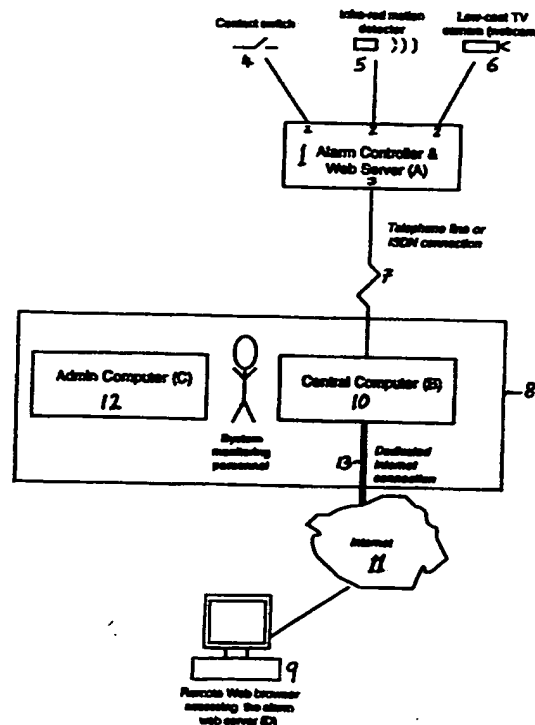 Contact switch
4
Infra-red motion
detector
5
Low-cost TV
camera (webcam)
6
2 2 2
1 Alarm Controller &
Web Server (A)
3
Telephone line or
ISDN connection
7
8
Admin Computer (C)
12
System
monitoring
personnel
Central Computer (B)
10
13
Dedicated
internet
connection
Internet
11
9
Remote Web browser
accessing the alarm
web server (D)